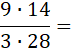 9 · 14
3 · 28 =